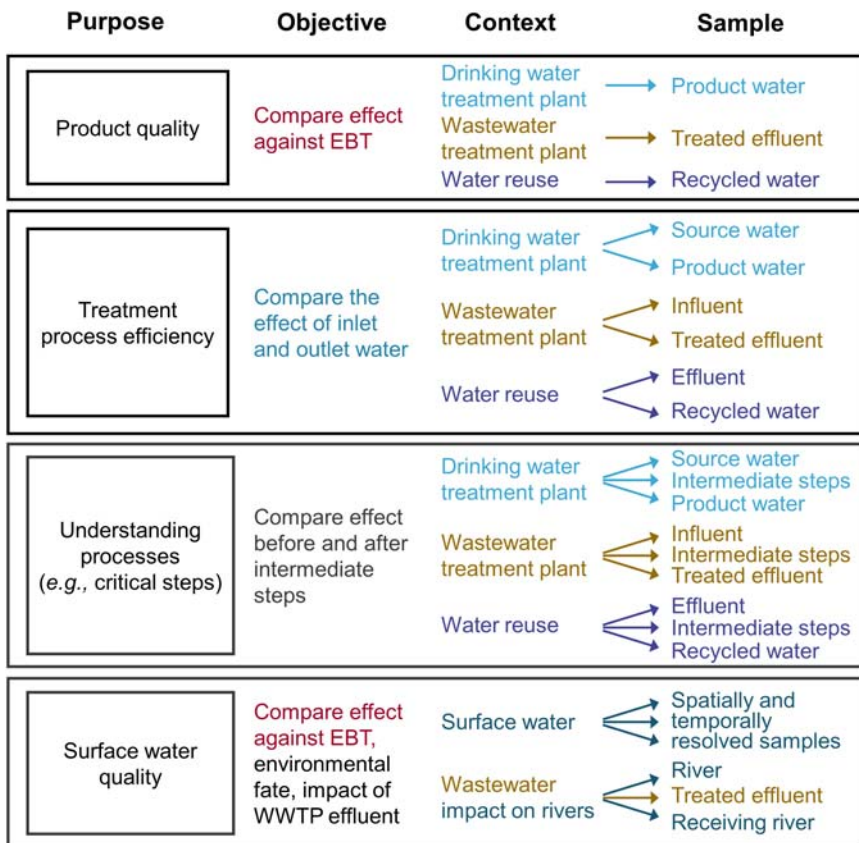 Purpose Objective Context Sample
Product quality
Compare effect
against EBT
Drinking water
treatment plant
Product water
Wastewater
treatment plant
Treated effluent
Water reuse
Recycled water
Treatment
process efficiency
Compare the
effect of inlet
and outlet water
Drinking water
treatment plant
Source water
Product water
Wastewater
treatment plant
Influent
Treated effluent
Water reuse
Effluent
Recycled water
Understanding
processes
(e.g., critical steps)
Compare effect
before and after
intermediate
steps
Drinking water
treatment plant
Source water
Intermediate steps
Product water
Wastewater
treatment plant
Influent
Intermediate steps
Treated effluent
Water reuse
Effluent
Intermediate steps
Recycled water
Surface water
quality
Compare effect
against EBT,
environmental
fate, impact of
WWTP effluent
Surface water
Spatially and
temporally
resolved samples
Wastewater
impact on rivers
River
Treated effluent
Receiving river